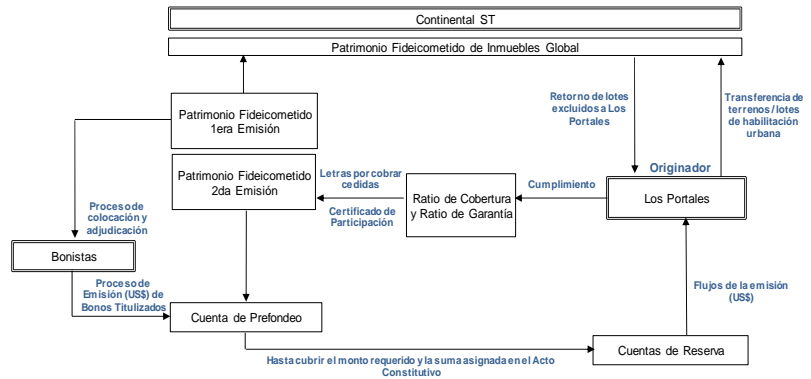 Continental ST
Patrimonio Fideicometido de Inmuebles Global
Retorno de lotes
excluidos a Los
Portales
Transferencia de
terrenos / lotes
de habilitación
urbana
Patrimonio Fideicometido
1era Emisión
Patrimonio Fideicometido
2da Emisión
Letras por cobrar
cedidas
Certificado de
Participación
Ratio de Cobertura
y Ratio de Garantía
Cumplimiento
Originador
Los Portales
Proceso de
colocación y
adjudicación
Bonistas
Proceso de
Emisión (US$) de
Bonos Titulizados
Cuenta de Prefondeo
Flujos de la emisión
(US$)
Cuentas de Reserva
Hasta cubrir el monto requerido y la suma asignada en el Acto
Constitutivo